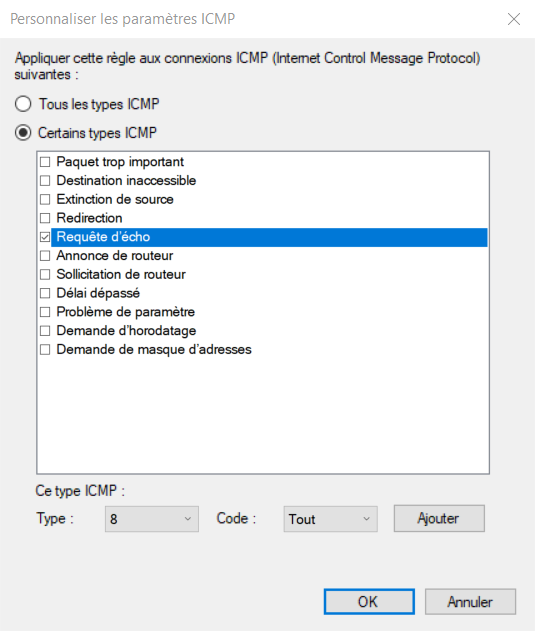 Personnaliser les paramètres ICMP
Appliquer cette règle aux connexions ICMP (Internet Control Message Protocol)
suivantes :
Tous les types ICMP
Certains types ICMP
Paquet trop important
Destination inaccessible
Extinction de source
Redirection
Requête d'écho
Annonce de routeur
Sollicitation de routeur
Délai dépassé
Problème de paramètre
Demande d'horodatage
Demande de masque d'adresses
Ce type ICMP :
Type : 8 Code : Tout Ajouter
OK Annuler